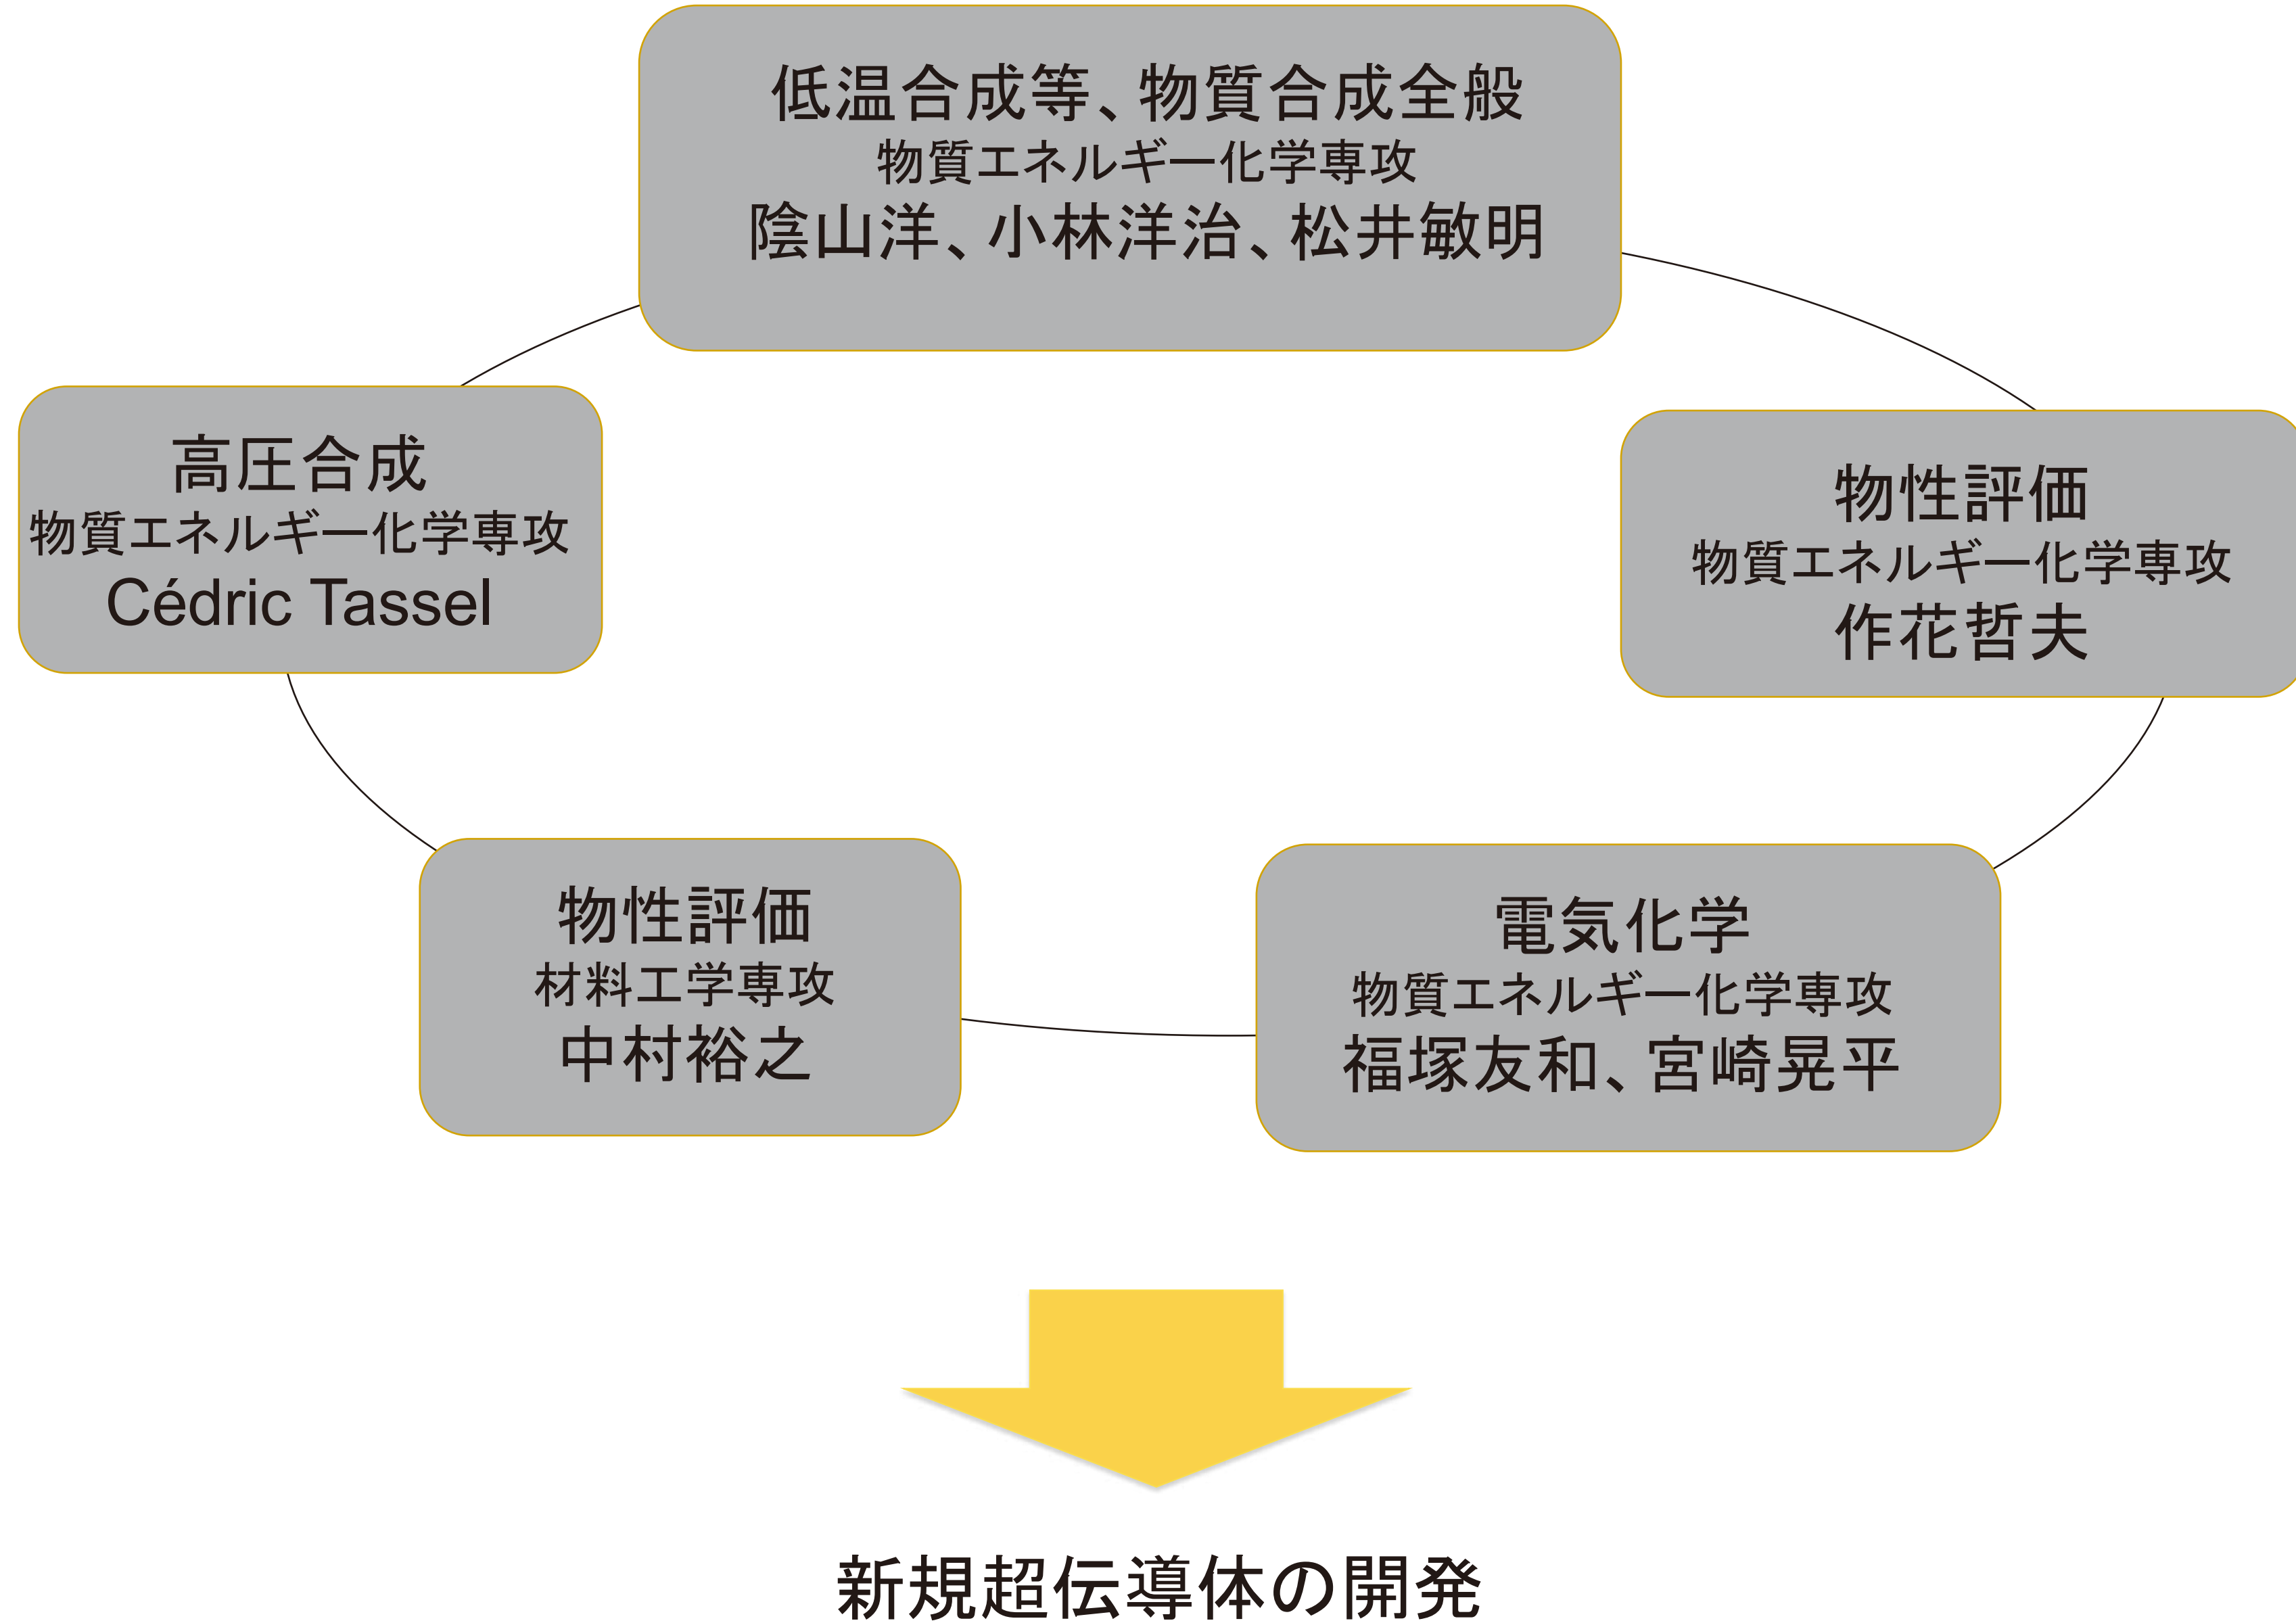 低温合成等、物質合成全般
物質エネルギー化学専攻
陰山洋、小林洋治、松井敏明
高圧合成
物質エネルギー化学専攻
Cédric Tassel
物性評価
物質エネルギー化学専攻
作花哲夫
物性評価
材料工学専攻
中村裕之
電気化学
物質エネルギー化学専攻
福塚友和、宮崎晃平
新規超伝導体の開発